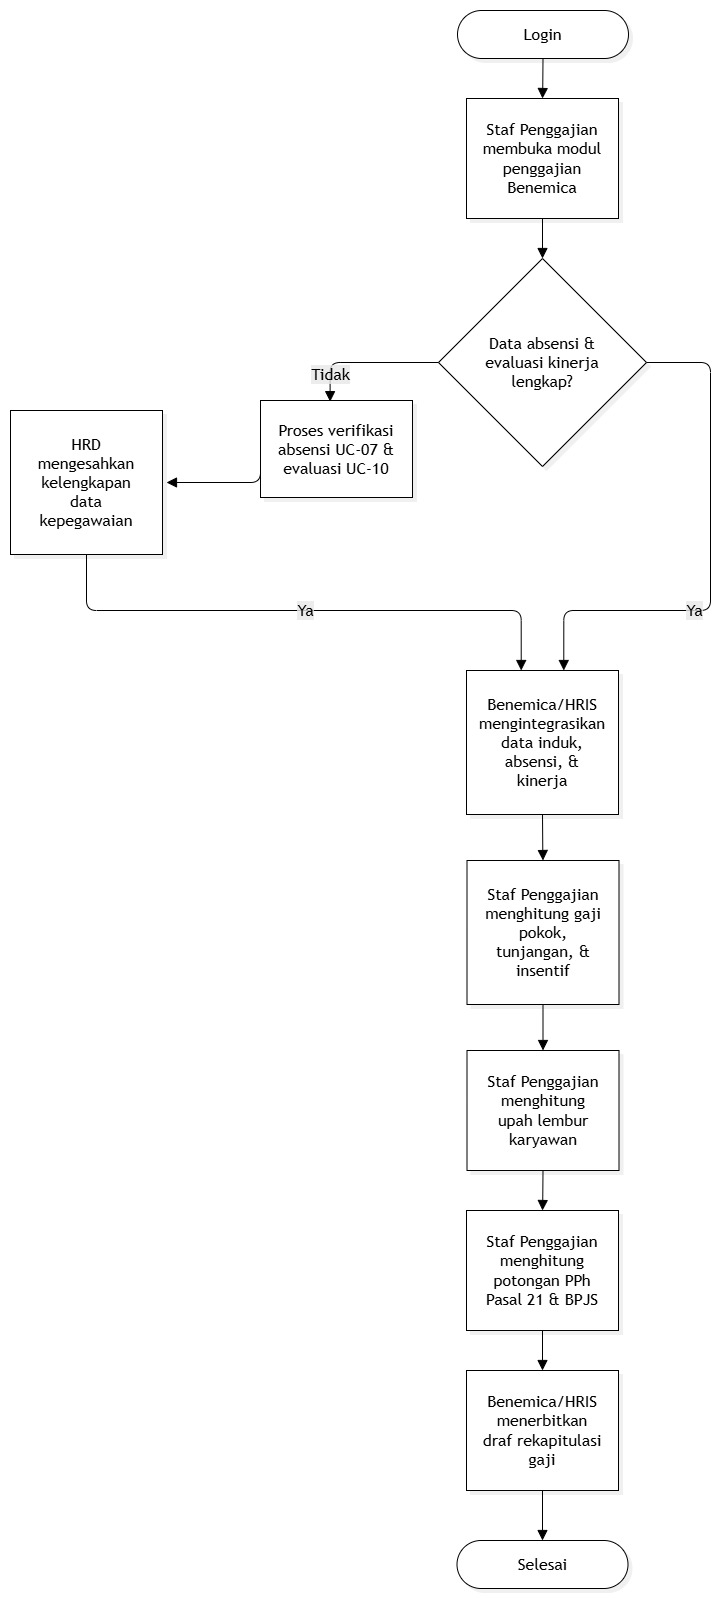 Login
Staf Penggajian
membuka modul
penggajian
Benemica
Data absensi &
evaluasi kinerja
lengkap?
Tidak
Proses verifikasi
absensi UC-07 &
evaluasi UC-10
HRD
mengesahkan
kelengkapan
data
kepegawaian
Ya
Ya
Benemica/HRIS
mengintegrasikan
data induk,
absensi, &
kinerja
Staf Penggajian
menghitung gaji
pokok,
tunjangan, &
insentif
Staf Penggajian
menghitung
upah lembur
karyawan
Staf Penggajian
menghitung
potongan PPh
Pasal 21 & BPJS
Benemica/HRIS
menerbitkan
draf rekapitulasi
gaji
Selesai